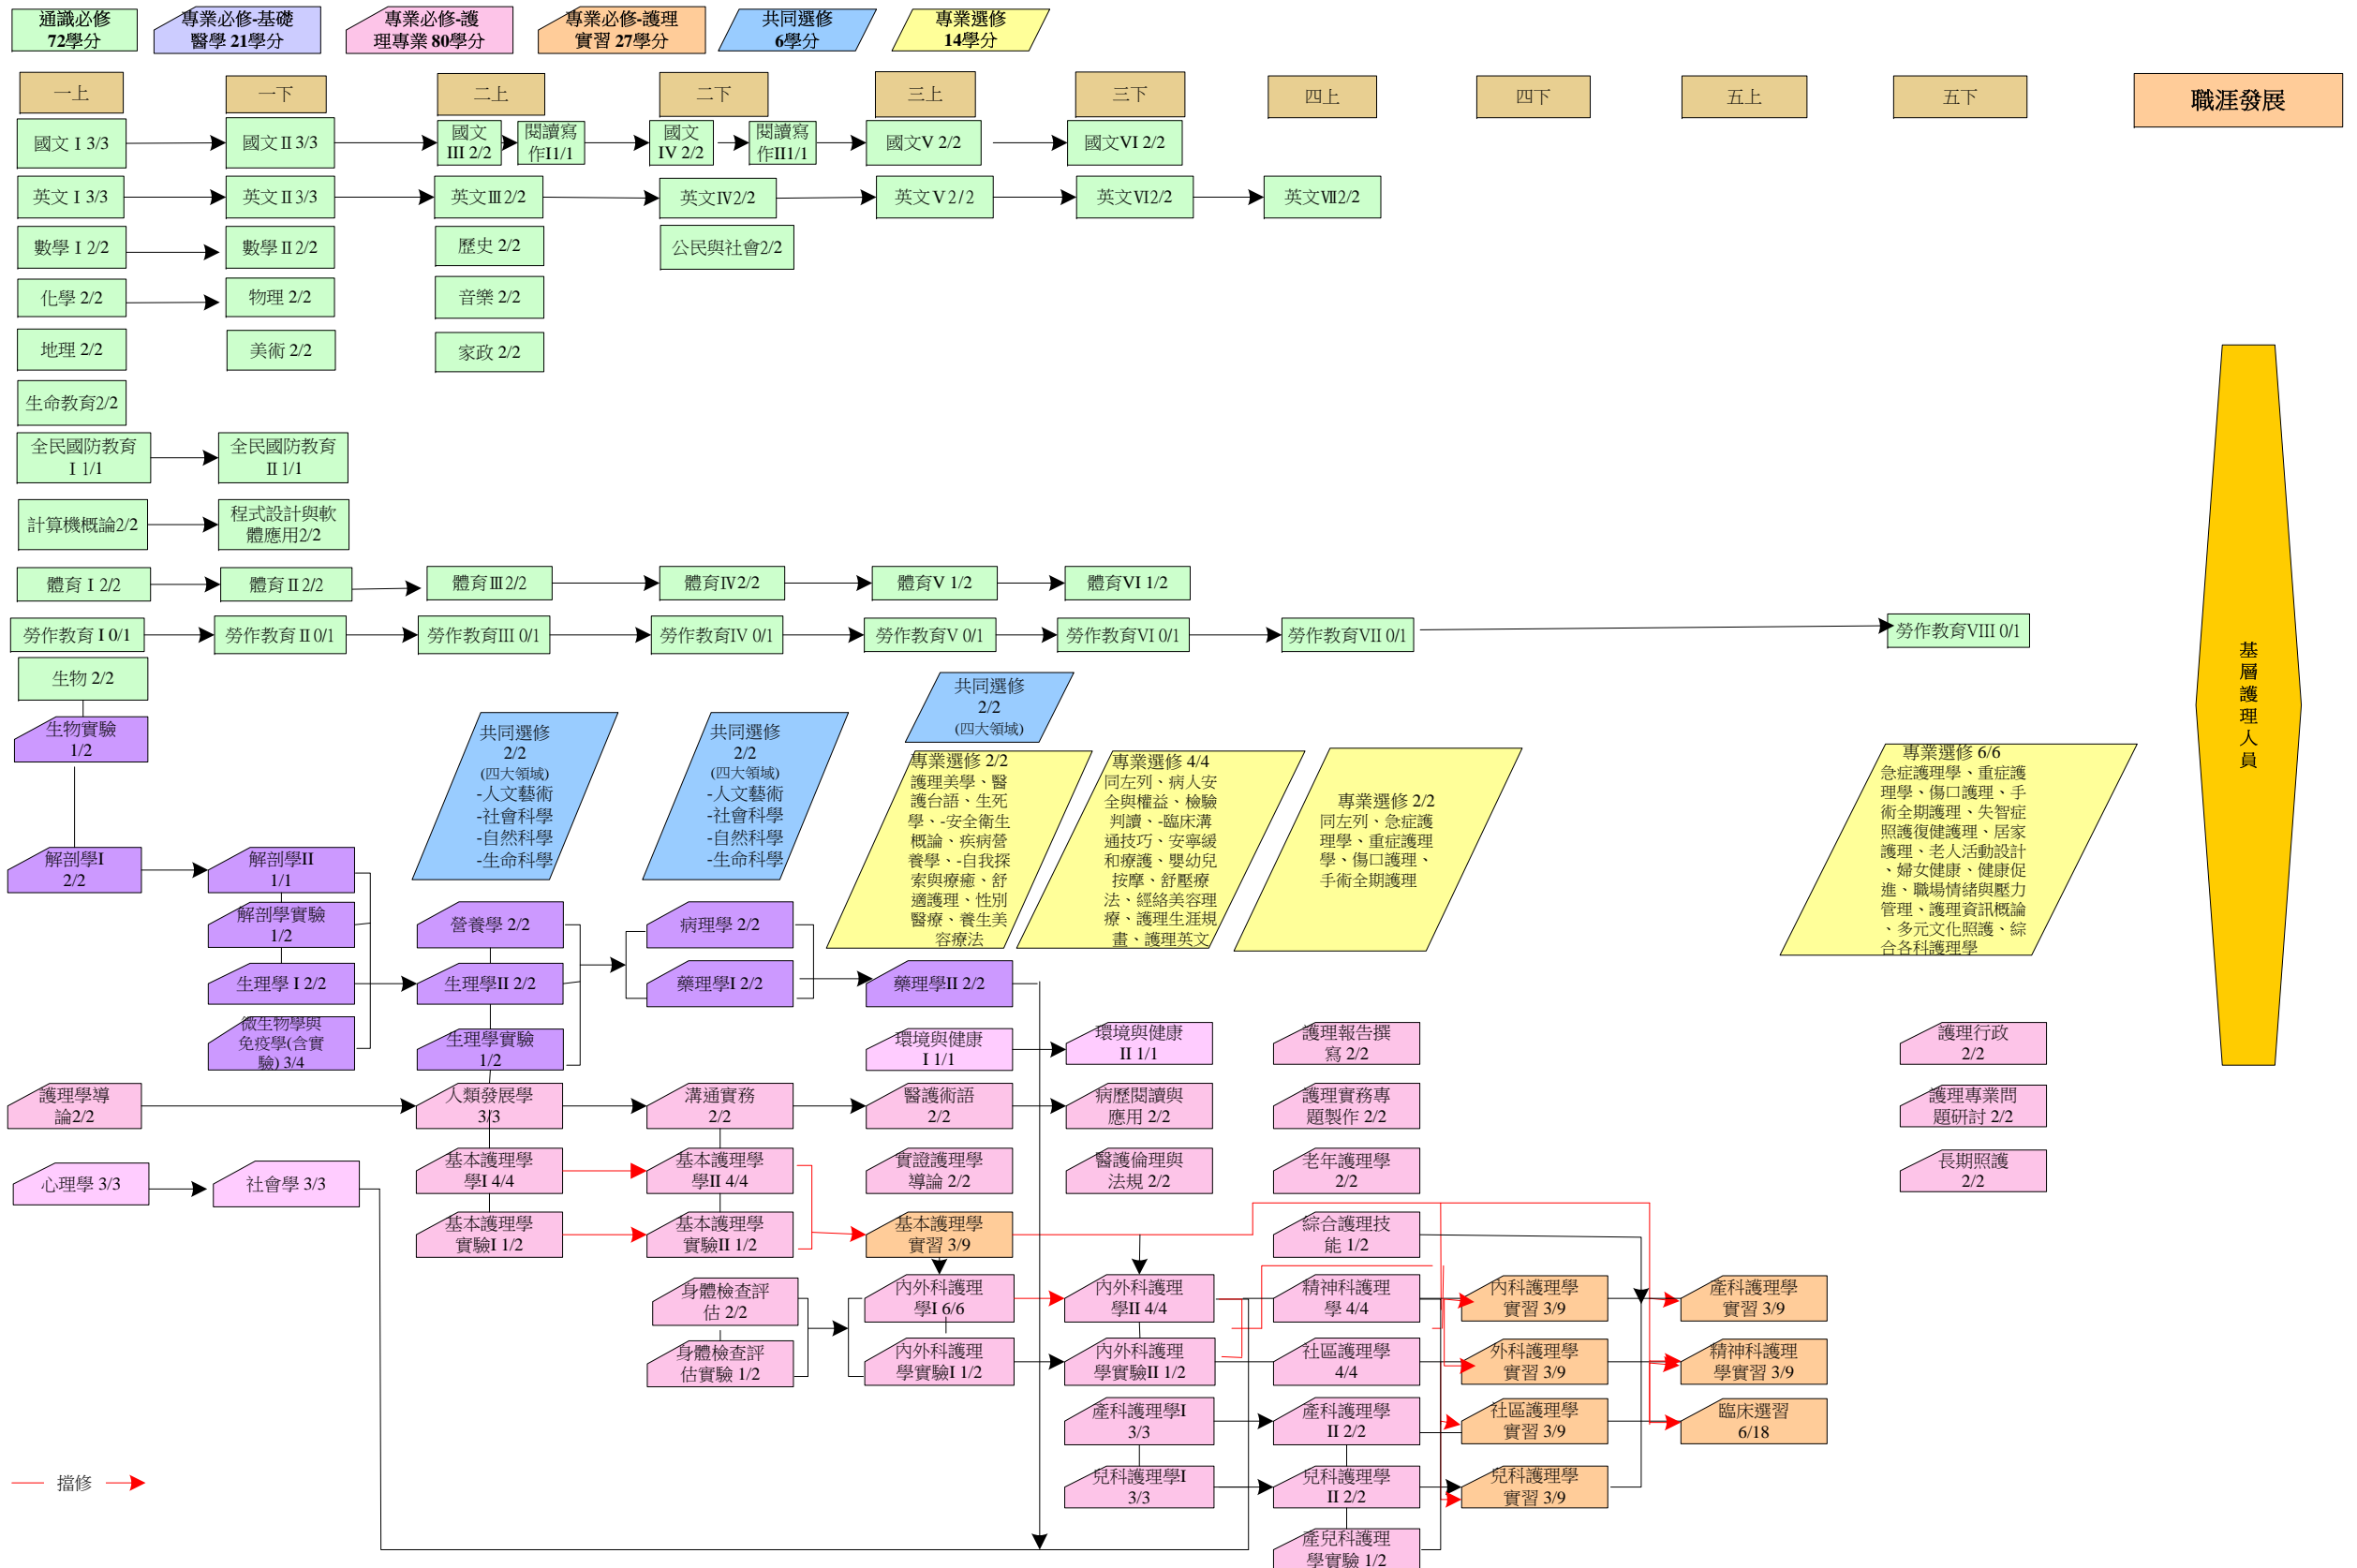 通識必修
72學分
專業必修-基礎
醫學 21學分
專業必修-護
理專業 80學分
專業必修-護理
實習 27學分
共同選修
6學分
專業選修
14學分
一上
一下
二上
二下
三上
三下
四上
四下
五上
五下
職涯發展
國文 I 3/3
國文 II 3/3
國文
III 2/2
閱讀寫
作I1/1
國文
IV 2/2
閱讀寫
作II1/1
國文V 2/2
國文VI 2/2
英文 I 3/3
英文 II 3/3
英文III 2/2
英文IV2/2
英文 V 2/2
英文VI2/2
英文VII2/2
數學 I 2/2
數學 II 2/2
歷史 2/2
公民與社會2/2
化學 2/2
物理 2/2
音樂 2/2
地理 2/2
美術 2/2
家政 2/2
生命教育2/2
全民國防教育
I 1/1
全民國防教育
II 1/1
計算機概論2/2
程式設計與軟
體應用2/2
體育 I 2/2
體育 II 2/2
體育III 2/2
體育IV2/2
體育V 1/2
體育VI 1/2
勞作教育 I 0/1
勞作教育 II 0/1
勞作教育III 0/1
勞作教育IV 0/1
勞作教育V 0/1
勞作教育VI 0/1
勞作教育VII 0/1
勞作教育VIII 0/1
基層護理人員
生物 2/2
生物實驗
1/2
共同選修
2/2
(四大領域)
-人文藝術
-社會科學
-自然科學
-生命科學
共同選修
2/2
(四大領域)
-人文藝術
-社會科學
-自然科學
-生命科學
共同選修
2/2
(四大領域)
專業選修 2/2
護理美學、醫
護台語、生死
學、-安全衛生
概論、疾病營
養學、-自我探
索與療癒、舒
適護理、性別
醫療、養生美
容療法
專業選修 4/4
同左列、病人安
全與權益、檢驗
判讀、-臨床溝
通技巧、安寧緩
和療護、嬰幼兒
按摩、舒壓療
法、經絡美容理
療、護理生涯規
畫、護理英文
專業選修 2/2
同左列、急症護
理學、重症護理
學、傷口護理、
手術全期護理
專業選修 6/6
急症護理學、重症護
理學、傷口護理、手
術全期護理、失智症
照護復健護理、居家
護理、老人活動設計
、婦女健康、健康促
進、職場情緒與壓力
管理、護理資訊概論
、多元文化照護、綜
合各科護理學
解剖學I
2/2
解剖學II
1/1
解剖學實驗
1/2
營養學 2/2
病理學 2/2
生理學 I 2/2
生理學II 2/2
藥理學I 2/2
藥理學II 2/2
微生物學與
免疫學(含實
驗) 3/4
生理學實驗
1/2
環境與健康
I 1/1
環境與健康
II 1/1
護理報告撰
寫 2/2
護理行政
2/2
護理學導
論2/2
人類發展學
3/3
溝通實務
2/2
醫護術語
2/2
病歷閱讀與
應用 2/2
護理實務專
題製作 2/2
護理專業問
題研討 2/2
心理學 3/3
社會學 3/3
基本護理學
學I 4/4
基本護理學
學II 4/4
實證護理學
導論 2/2
醫護倫理與
法規 2/2
老年護理學
2/2
長期照護
2/2
基本護理學
實驗I 1/2
基本護理學
實驗II 1/2
基本護理學
實習 3/9
綜合護理技
能 1/2
身體檢查評
估 2/2
內外科護理
學I 6/6
內外科護理
學II 4/4
精神科護理
學 4/4
內科護理學
實習 3/9
產科護理學
實習 3/9
身體檢查評
估實驗 1/2
內外科護理
學實驗I 1/2
內外科護理
學實驗II 1/2
社區護理學
4/4
外科護理學
實習 3/9
精神科護理
學實習 3/9
產科護理學I
3/3
產科護理學
II 2/2
社區護理學
實習 3/9
臨床選習
6/18
兒科護理學I
3/3
兒科護理學
II 2/2
兒科護理學
實習 3/9
擋修
產兒科護理
學實驗 1/2